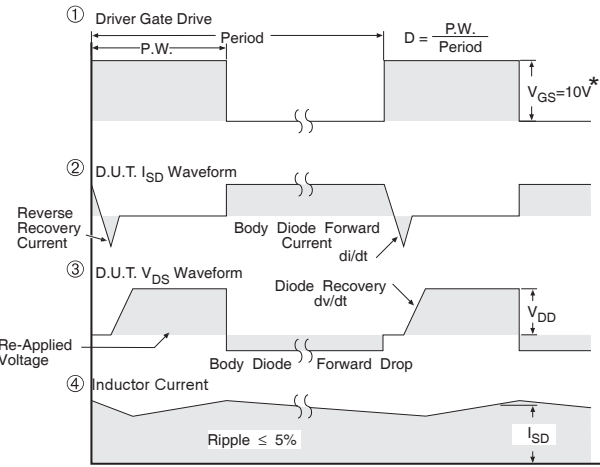 ① Driver Gate Drive
P.W.
Period
D = P.W.
Period
VGS=10V*
② D.U.T. ISD Waveform
Reverse
Recovery
Current
Body Diode Forward
Current
di/dt
③ D.U.T. VDS Waveform
Diode Recovery
dv/dt
VDD
Re-Applied
Voltage
Body Diode
Forward Drop
④ Inductor Current
Ripple ≤ 5%
ISD